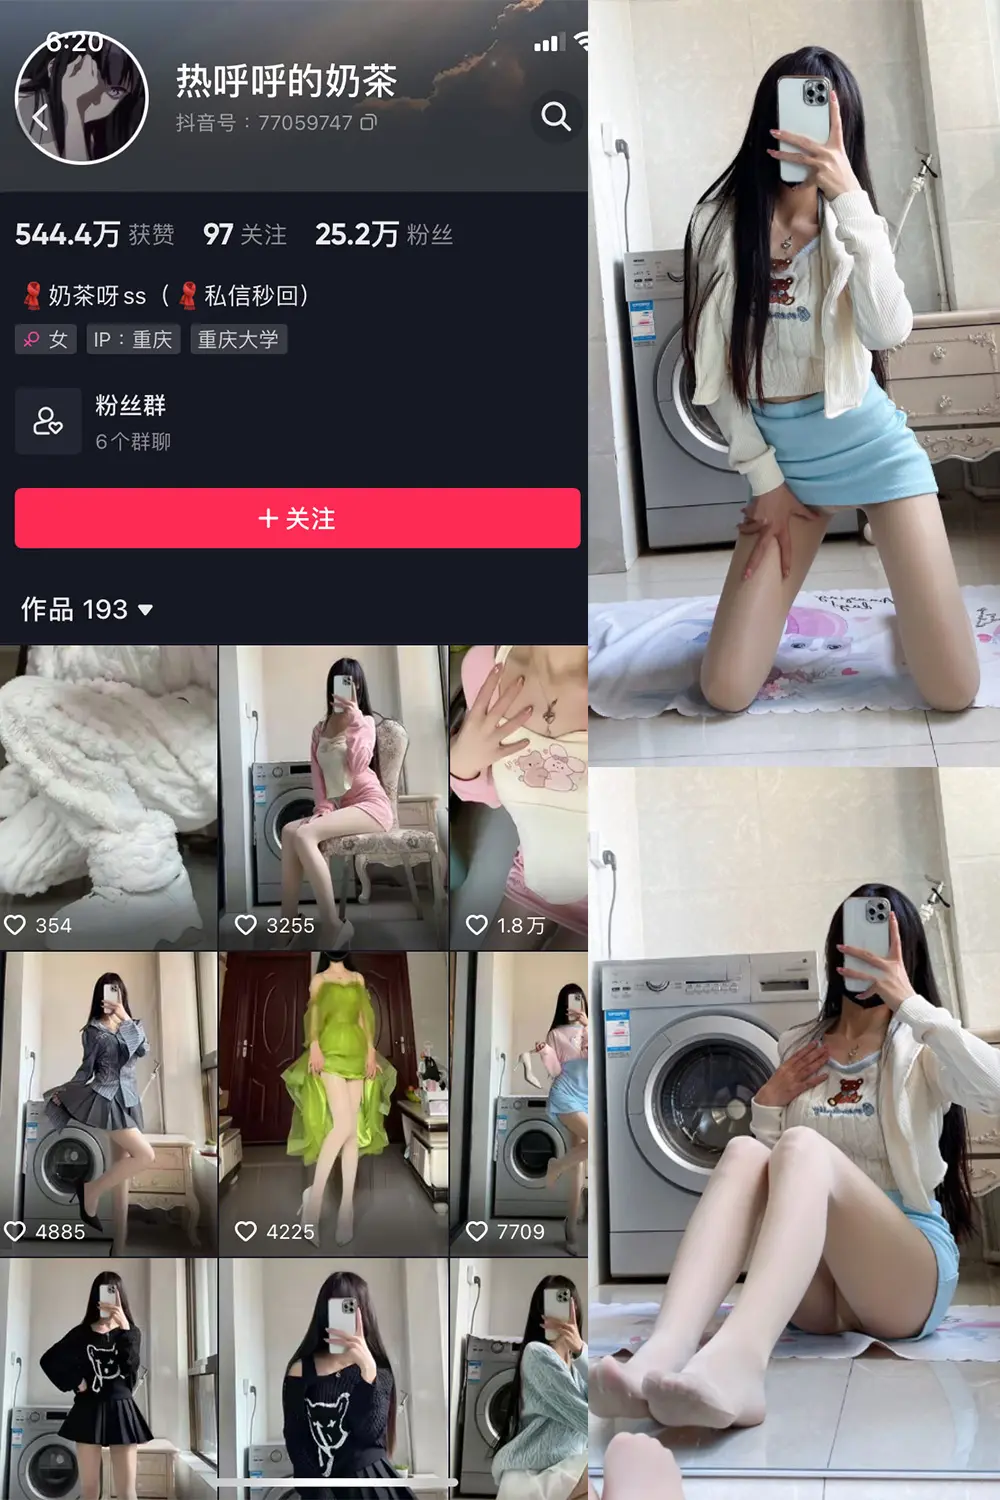 6:20
热呼呼的奶茶
抖音号：77059747
544.4万 获赞 97 关注 25.2万 粉丝
奶茶呀ss（私信秒回）
女 IP：重庆 重庆大学
粉丝群
6个群聊
+ 关注
作品 193
354
3255
1.8万
4885
4225
7709